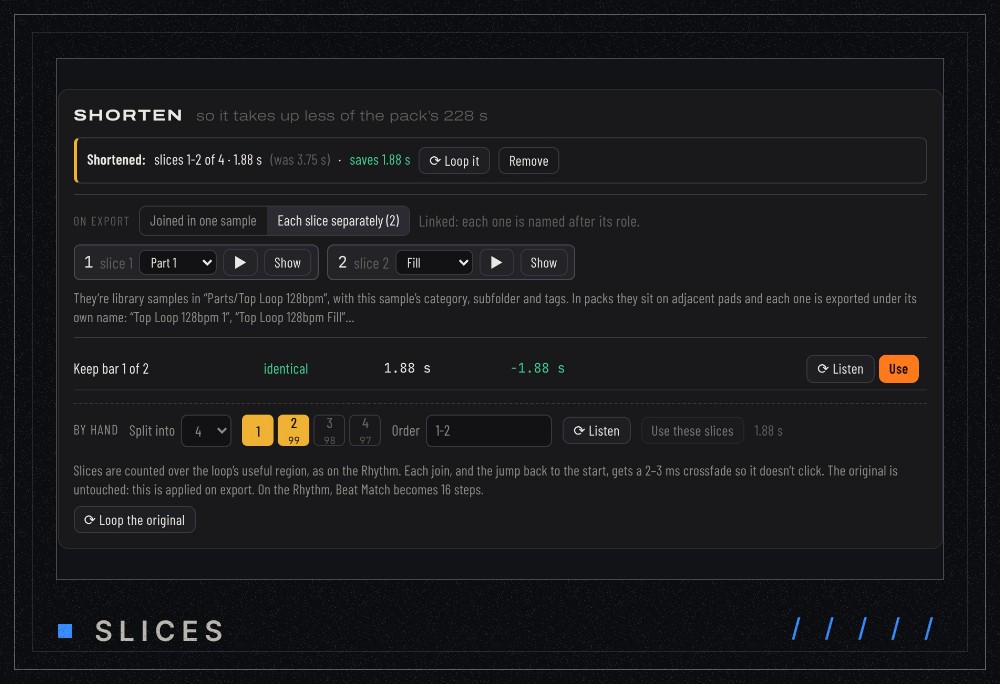 SHORTEN so it takes up less of the pack's 228 s
Shortened: slices 1-2 of 4 · 1.88 s (was 3.75 s) · saves 1.88 s ⟳ Loop it Remove
ON EXPORT Joined in one sample Each slice separately (2) Linked: each one is named after its role.
1 slice 1 Part 1 ▶ Show 2 slice 2 Fill ▶ Show
They're library samples in “Parts/Top Loop 128bpm”, with this sample's category, subfolder and tags. In packs they sit on adjacent pads and each one is exported under its
own name: “Top Loop 128bpm 1”, “Top Loop 128bpm Fill”…
Keep bar 1 of 2 identical 1.88 s -1.88 s ⟳ Listen Use
BY HAND Split into 4 1 2 99 3 98 4 97 Order 1-2 ⟳ Listen Use these slices 1.88 s
Slices are counted over the loop's useful region, as on the Rhythm. Each join, and the jump back to the start, gets a 2–3 ms crossfade so it doesn't click. The original is
untouched: this is applied on export. On the Rhythm, Beat Match becomes 16 steps.
⟳ Loop the original
SLICES / / / / /